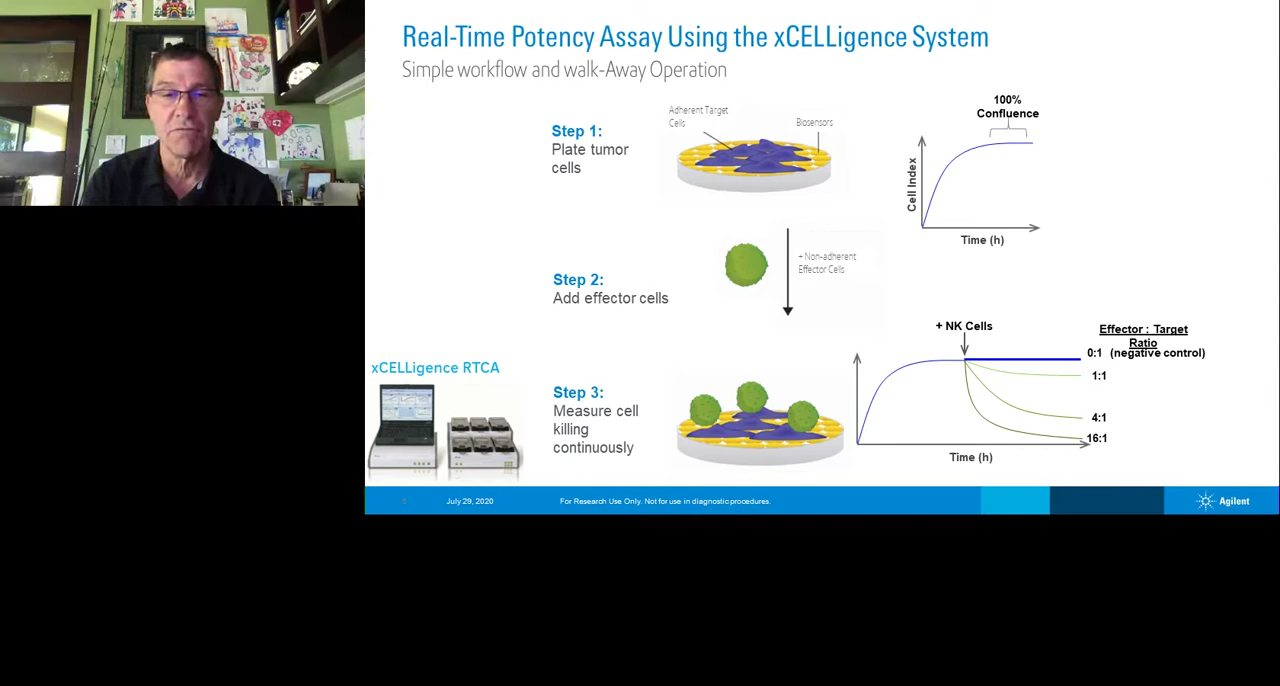 Real-Time Potency Assay Using the xCELLigence System
Simple workflow and walk-Away Operation
Step 1:
Plate tumor
cells
Adherent Target
Cells
Biosensors
100%
Confluence
Cell Index
Time (h)
Step 2:
Add effector cells
+ Non-adherent
Effector Cells
xCELLigence RTCA
Step 3:
Measure cell
killing
continuously
+ NK Cells
Effector : Target
Ratio
0:1 (negative control)
1:1
4:1
16:1
Time (h)
July 29, 2020
For Research Use Only. Not for use in diagnostic procedures.
Agilent